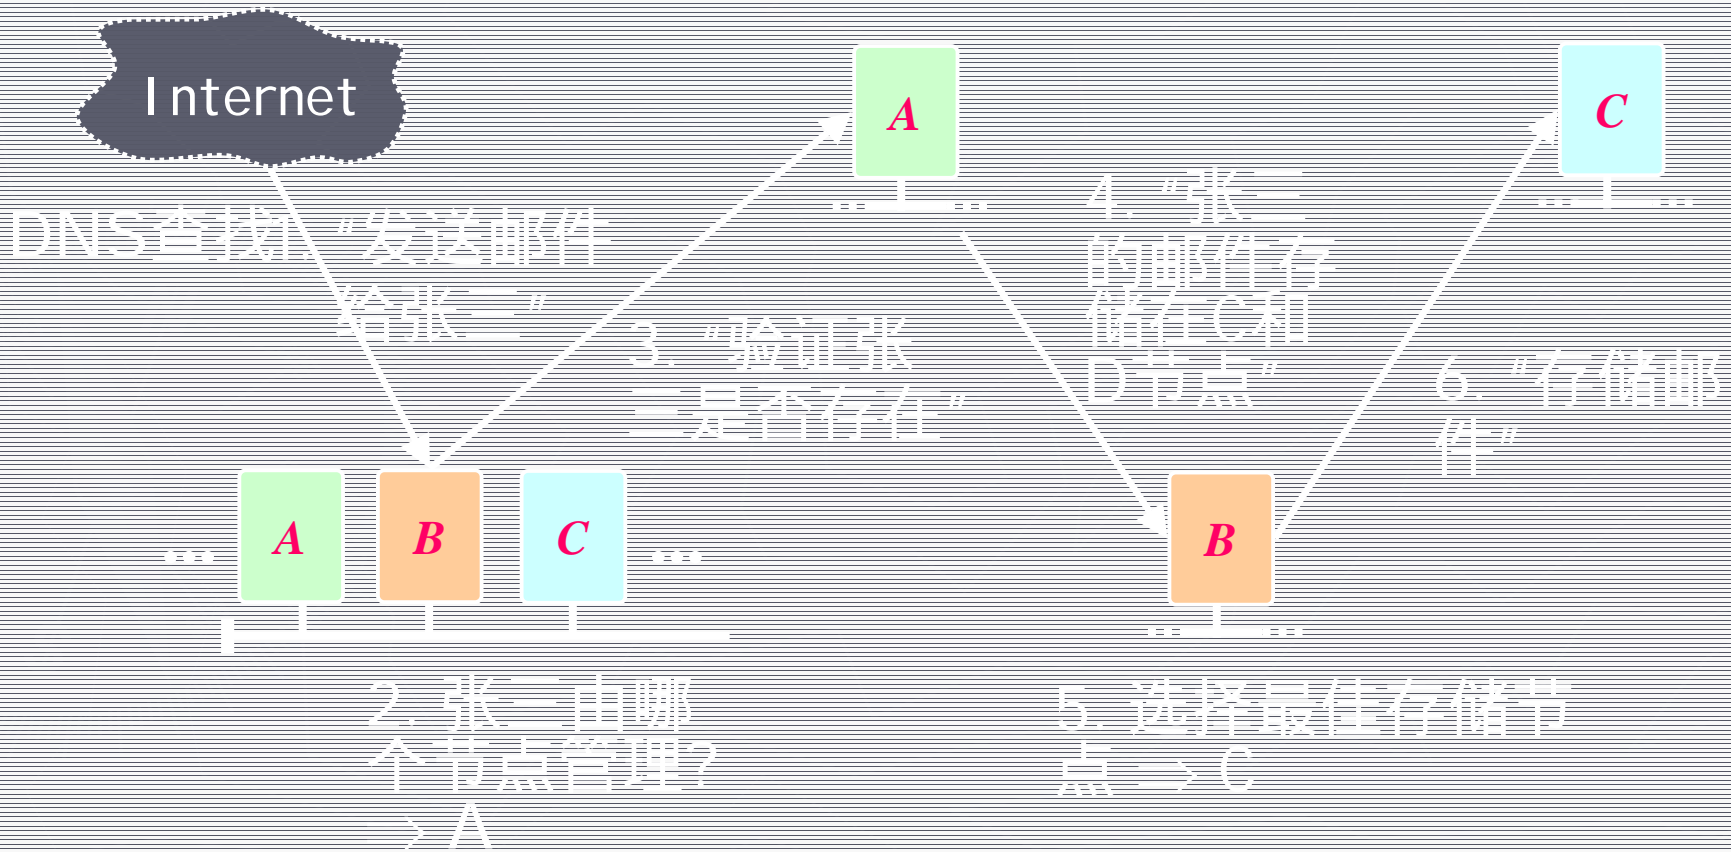 Internet
A
C
DNS查找. "发送邮件
给张三"
4. "张三
的邮件存
储于C和
D节点"
3. "验证张
三是否存在"
6. "存储邮
件"
A B C
...
...
B
2. 张三由哪
个节点管理?
->A
5. 选择最佳存储节
点 -> C